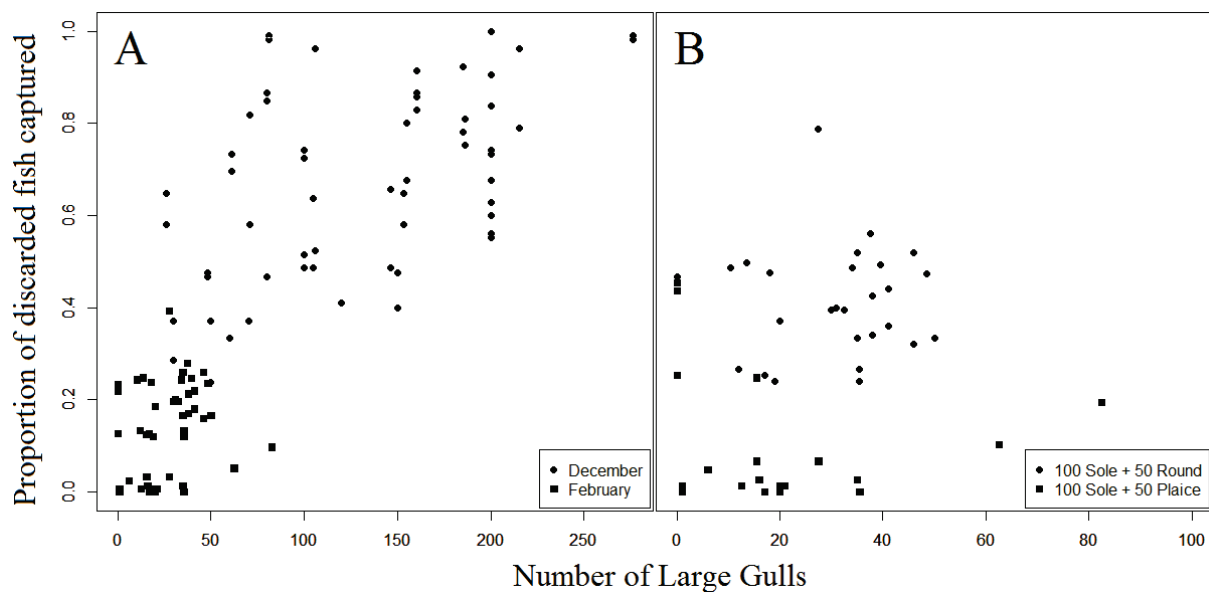 A
B
Proportion of discarded fish captured
1.0
0.8
0.6
0.4
0.2
0.0
December
February
100 Sole + 50 Round
100 Sole + 50 Plaice
0 50 100 150 200 250
0 20 40 60 80 100
Number of Large Gulls